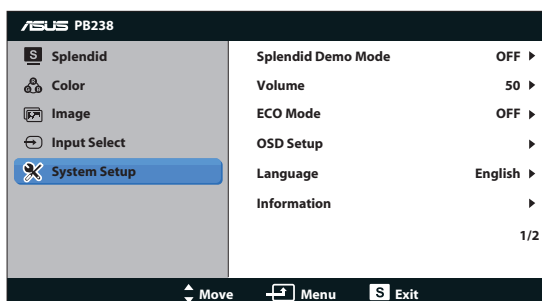 ASUS PB238
S Splendid
Color
Image
Input Select
System Setup
Splendid Demo Mode OFF
Volume 50
ECO Mode OFF
OSD Setup
Language English
Information
1/2
Move Menu S Exit